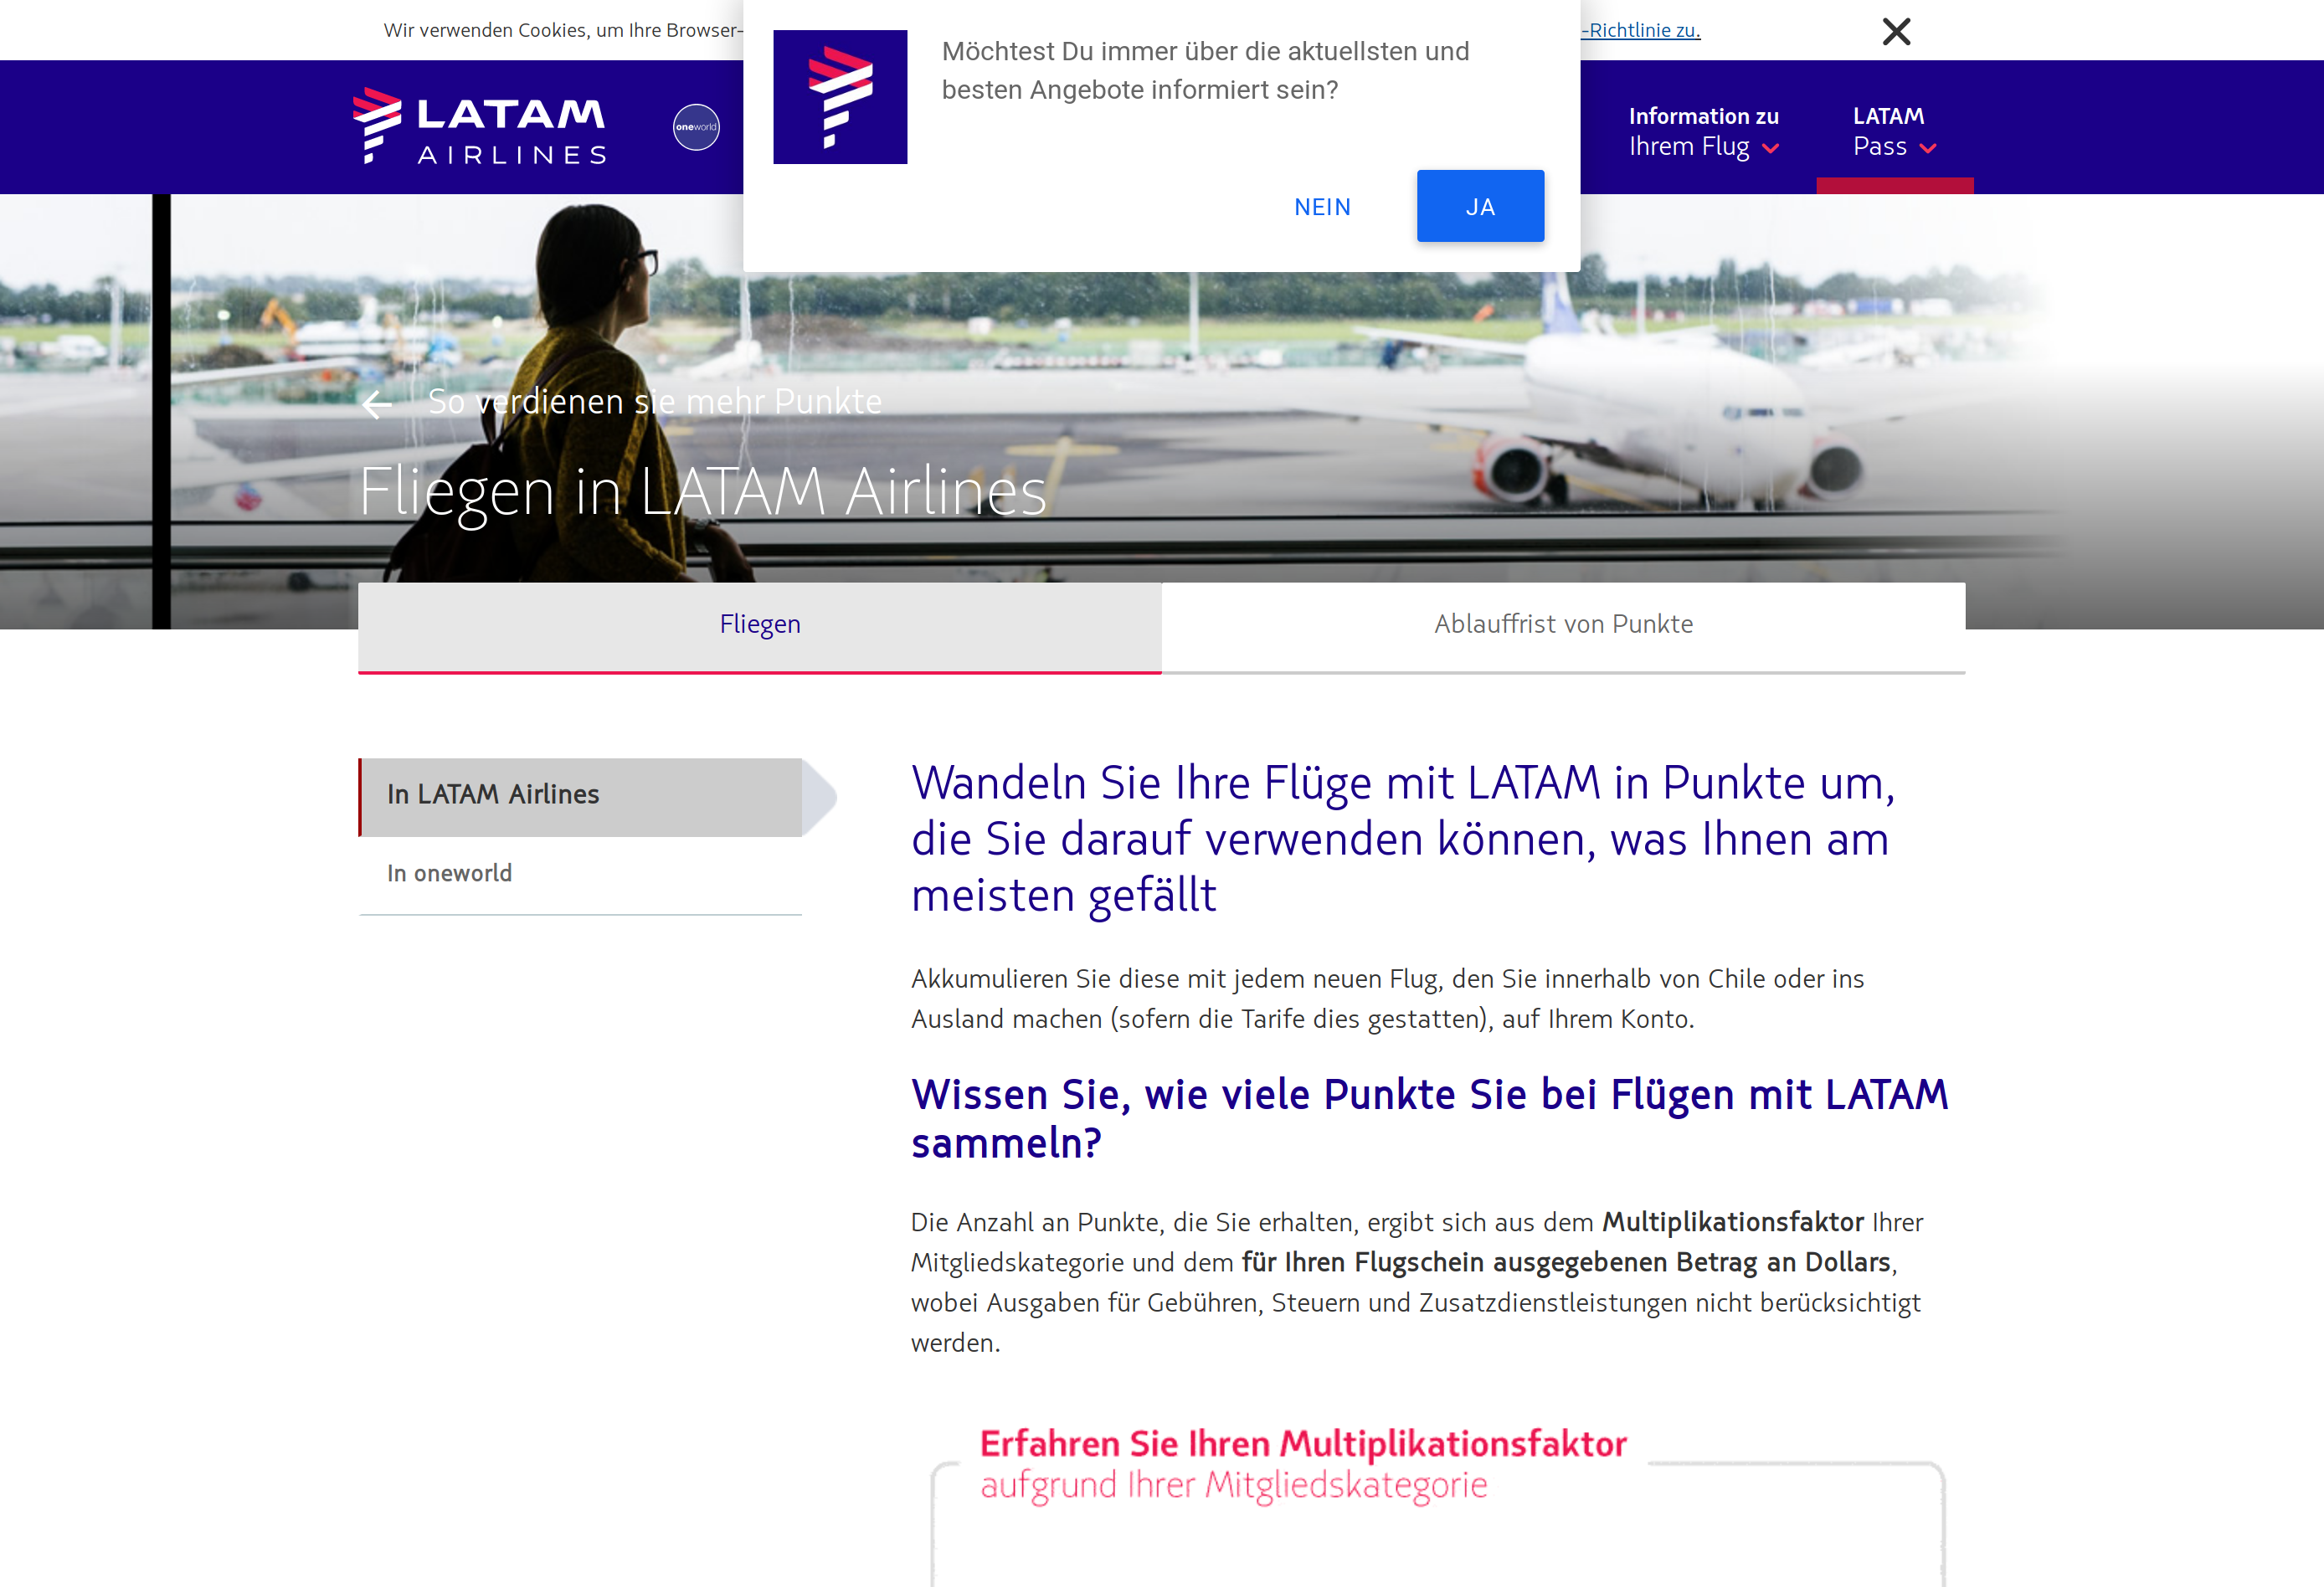 Wir verwenden Cookies, um Ihre Browser-
-Richtlinie zu.
Möchtest Du immer über die aktuellsten und
besten Angebote informiert sein?
NEIN
JA
LATAM
AIRLINES
oneworld
Information zu
Ihrem Flug
LATAM
Pass
So verdienen sie mehr Punkte
Fliegen in LATAM Airlines
Fliegen
Ablauffrist von Punkte
In LATAM Airlines
In oneworld
Wandeln Sie Ihre Flüge mit LATAM in Punkte um,
die Sie darauf verwenden können, was Ihnen am
meisten gefällt
Akkumulieren Sie diese mit jedem neuen Flug, den Sie innerhalb von Chile oder ins
Ausland machen (sofern die Tarife dies gestatten), auf Ihrem Konto.
Wissen Sie, wie viele Punkte Sie bei Flügen mit LATAM
sammeln?
Die Anzahl an Punkte, die Sie erhalten, ergibt sich aus dem Multiplikationsfaktor Ihrer
Mitgliedskategorie und dem für Ihren Flugschein ausgegebenen Betrag an Dollars,
wobei Ausgaben für Gebühren, Steuern und Zusatzdienstleistungen nicht berücksichtigt
werden.
Erfahren Sie Ihren Multiplikationsfaktor
aufgrund Ihrer Mitgliedskategorie